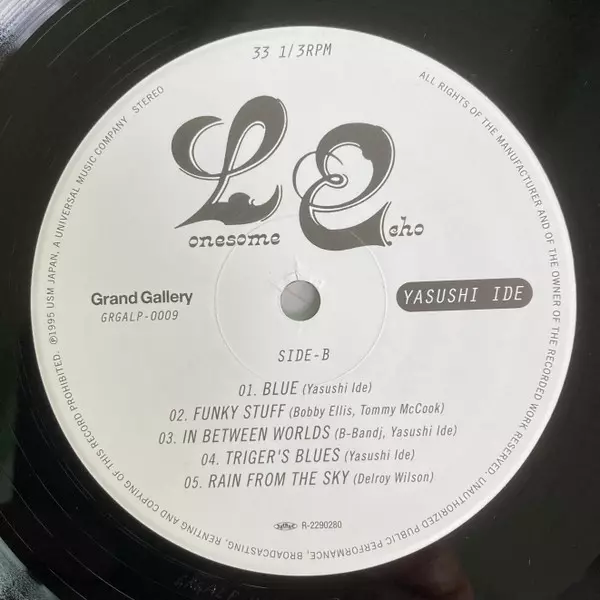 33 1/3RPM
Lonesome Echo
Grand Gallery
GRGALP-0009
YASUSHI IDE
SIDE-B
01. BLUE (Yasushi Ide)
02. FUNKY STUFF (Bobby Ellis, Tommy McCook)
03. IN BETWEEN WORLDS (B-Bandj, Yasushi Ide)
04. TRIGER'S BLUES (Yasushi Ide)
05. RAIN FROM THE SKY (Delroy Wilson)
R-2290280
℗1995 USM JAPAN, A UNIVERSAL MUSIC COMPANY STEREO
ALL RIGHTS OF THE MANUFACTURER AND OF THE OWNER OF THE RECORDED WORK RESERVED. UNAUTHORIZED PUBLIC PERFORMANCE, BROADCASTING, RENTING AND COPYING OF THIS RECORD PROHIBITED.